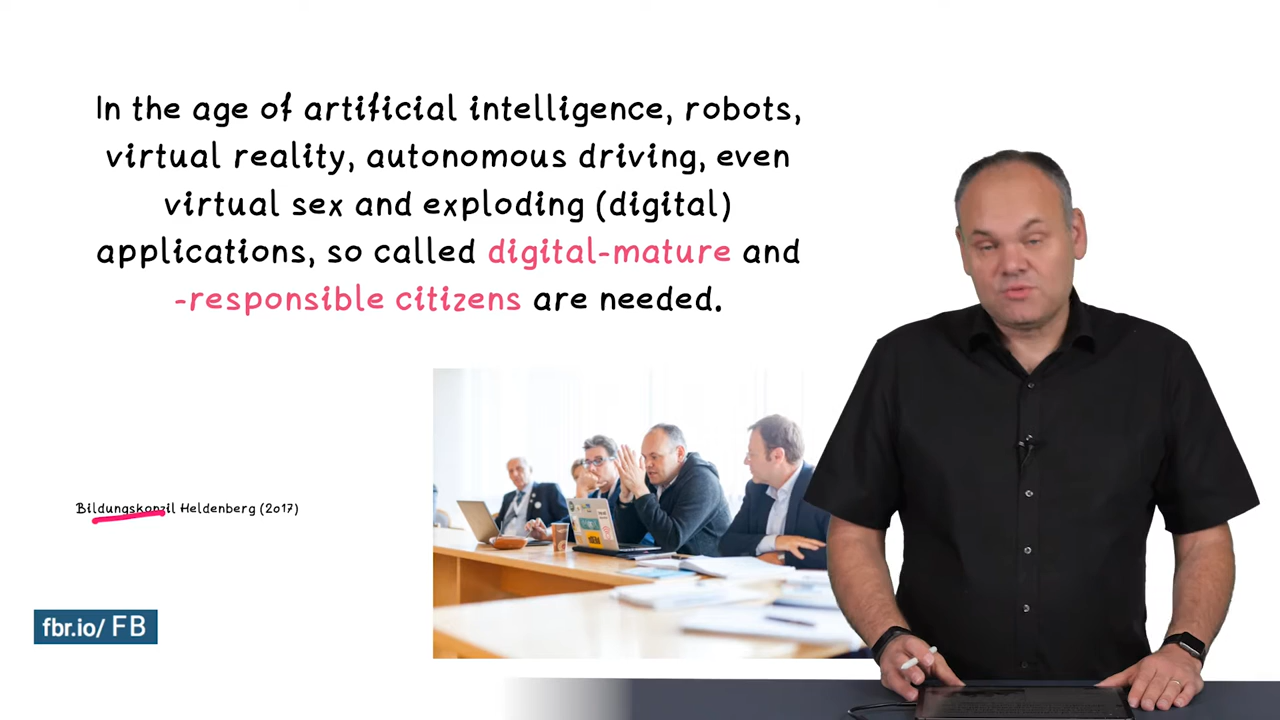 In the age of artificial intelligence, robots,
virtual reality, autonomous driving, even
virtual sex and exploding (digital)
applications, so called digital-mature and
-responsible citizens are needed.
Bildungskonzil Heldenberg (2017)
fbr.io/ FB